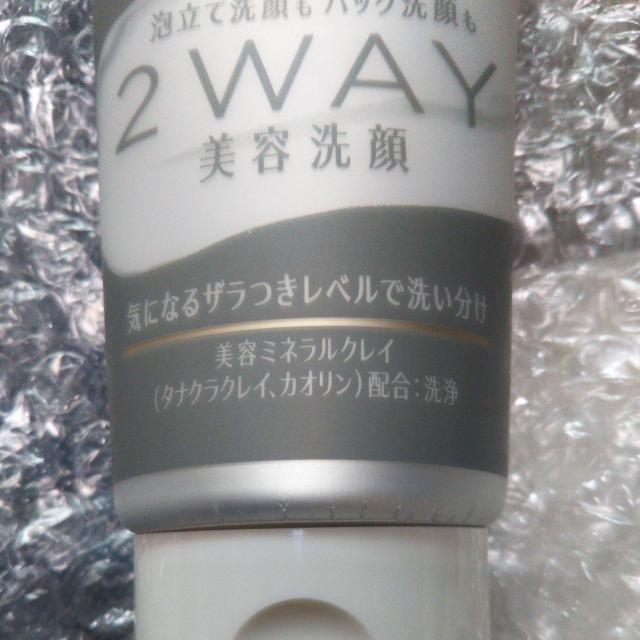 泡立て洗顔もパック洗顔も
2WAY
美容洗顔
気になるザラつきレベルで洗い分け
美容ミネラルクレイ
(タナクラクレイ、カオリン)配合:洗浄